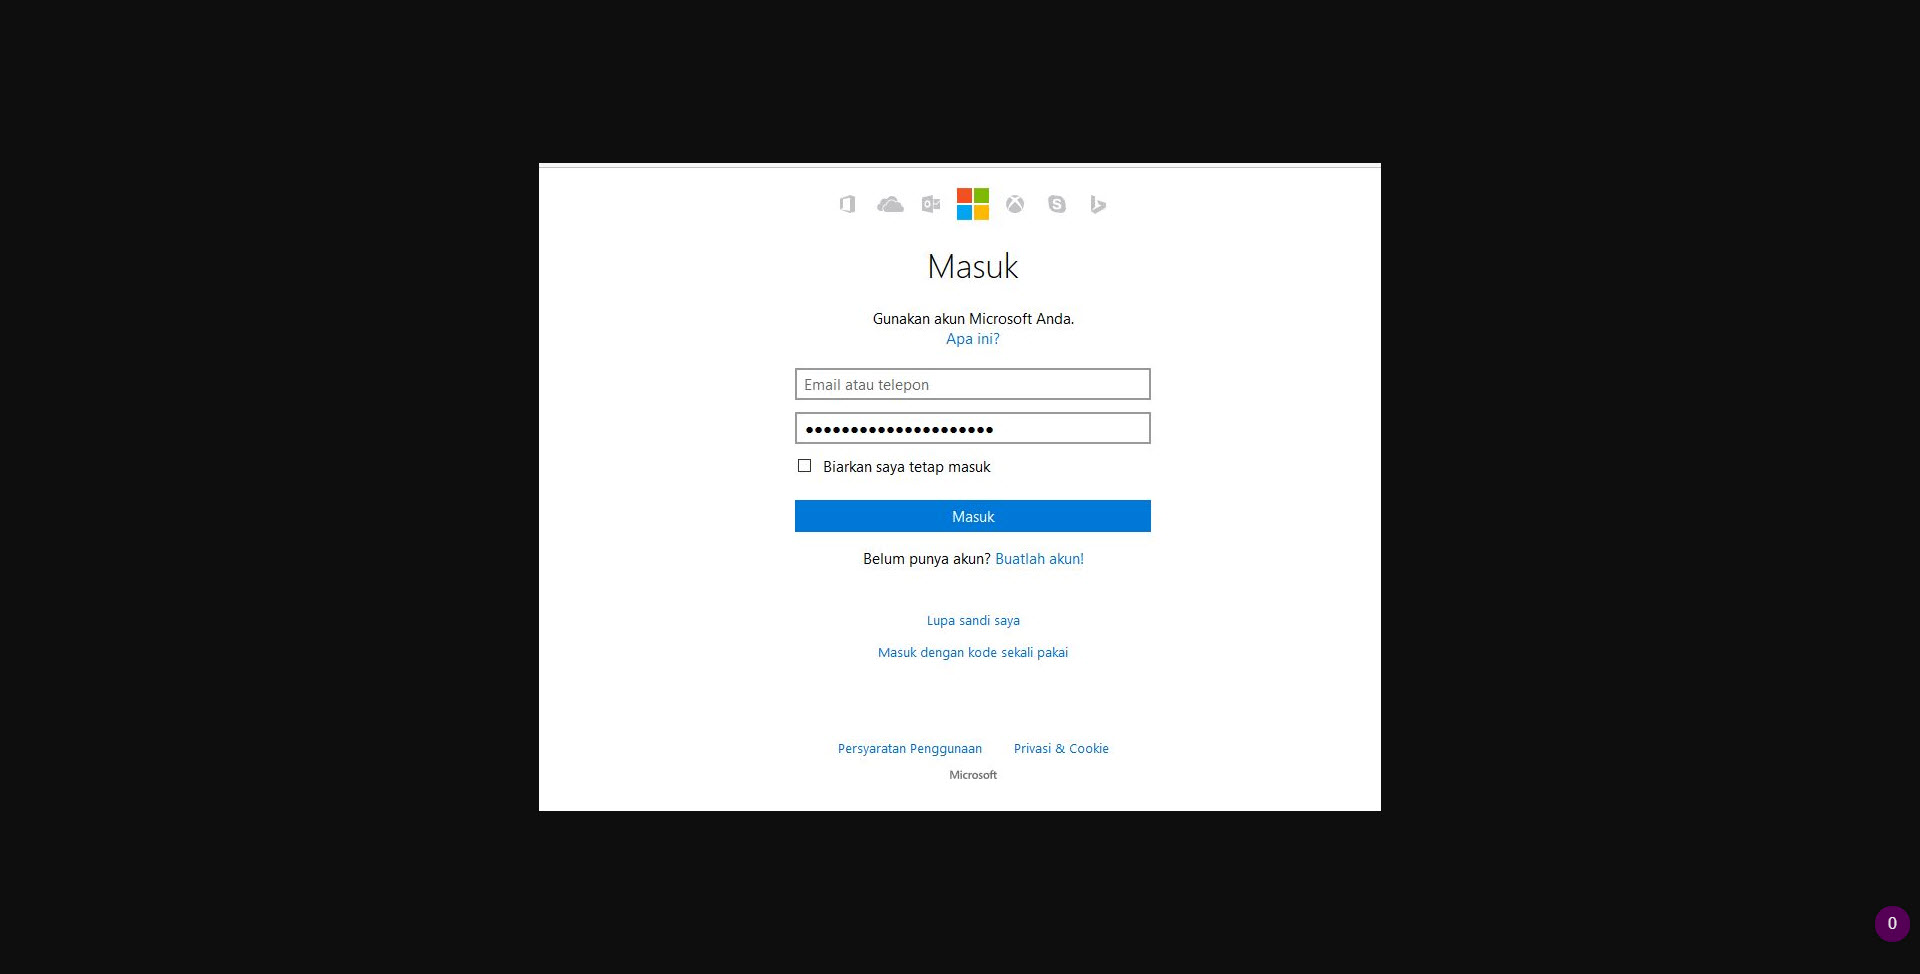 Masuk
Gunakan akun Microsoft Anda.
Apa ini?
Email atau telepon
●●●●●●●●●●●●●●●●●●●●●
Biarkan saya tetap masuk
Masuk
Belum punya akun? Buatlah akun!
Lupa sandi saya
Masuk dengan kode sekali pakai
Persyaratan Penggunaan Privasi & Cookie
Microsoft
0